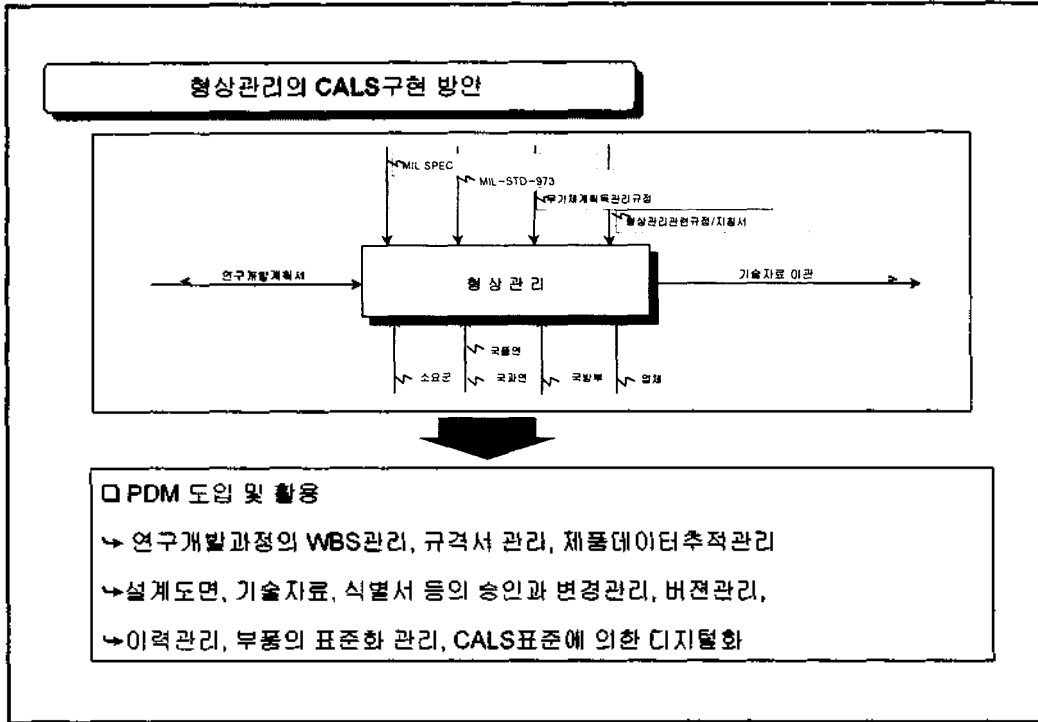 형상관리의 CALS구현 방안
MIL SPEC
MIL-STD-973
무기체계획득관리규정
형상관리관련규정/지침서
연구개발계획서
형 상 관 리
기술자료 이관
국품연
소요군
국과연
국방부
업체
❑ PDM 도입 및 활용
↪ 연구개발과정의 WBS관리, 규격서 관리, 제품데이터추적관리
↪설계도면, 기술자료, 식별서 등의 승인과 변경관리, 버젼관리,
↪이력관리, 부품의 표준화 관리, CALS표준에 의한 디지털화